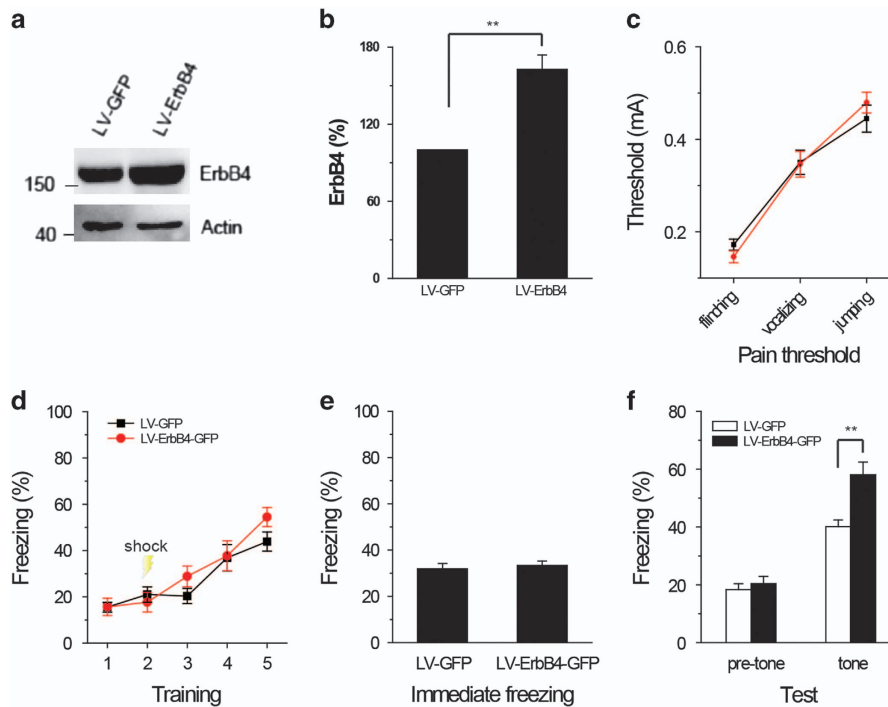 a
LV-GFP
LV-ErbB4
150
ErbB4
40
Actin
b
**
ErbB4 (%)
180
120
60
0
LV-GFP
LV-ErbB4
c
Threshold (mA)
0.6
0.4
0.2
flinching
vocalizing
jumping
Pain threshold
d
Freezing (%)
100
80
60
40
20
0
LV-GFP
LV-ErbB4-GFP
shock
1 2 3 4 5
Training
e
Freezing (%)
100
80
60
40
20
0
LV-GFP
LV-ErbB4-GFP
Immediate freezing
f
Freezing (%)
80
60
40
20
0
LV-GFP
LV-ErbB4-GFP
**
pre-tone
tone
Test